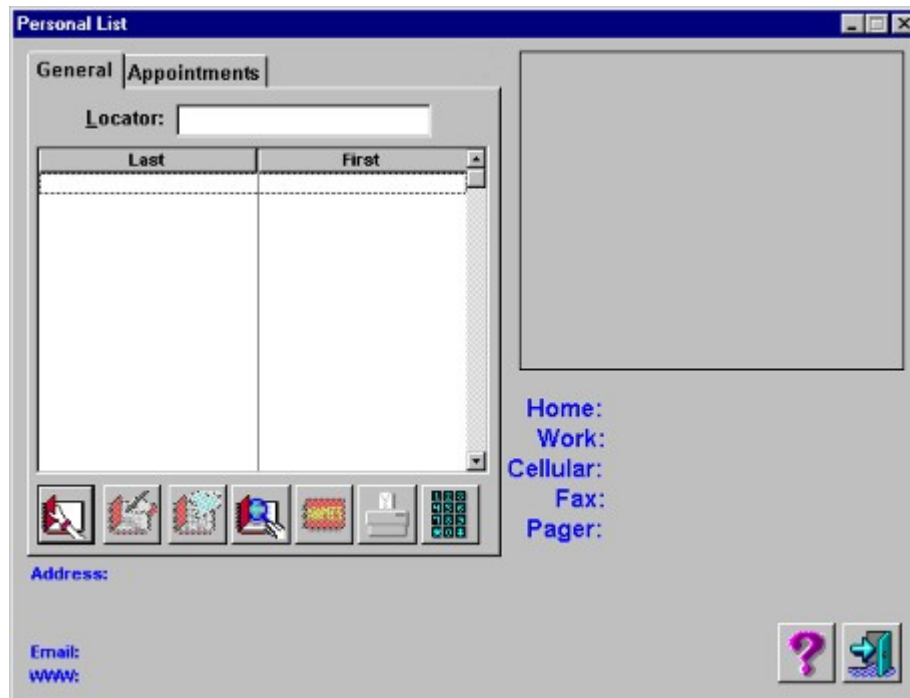 Personal List
General Appointments
Locator:
Last First
Home:
Work:
Cellular:
Fax:
Pager:
Address:
Email:
WWW: